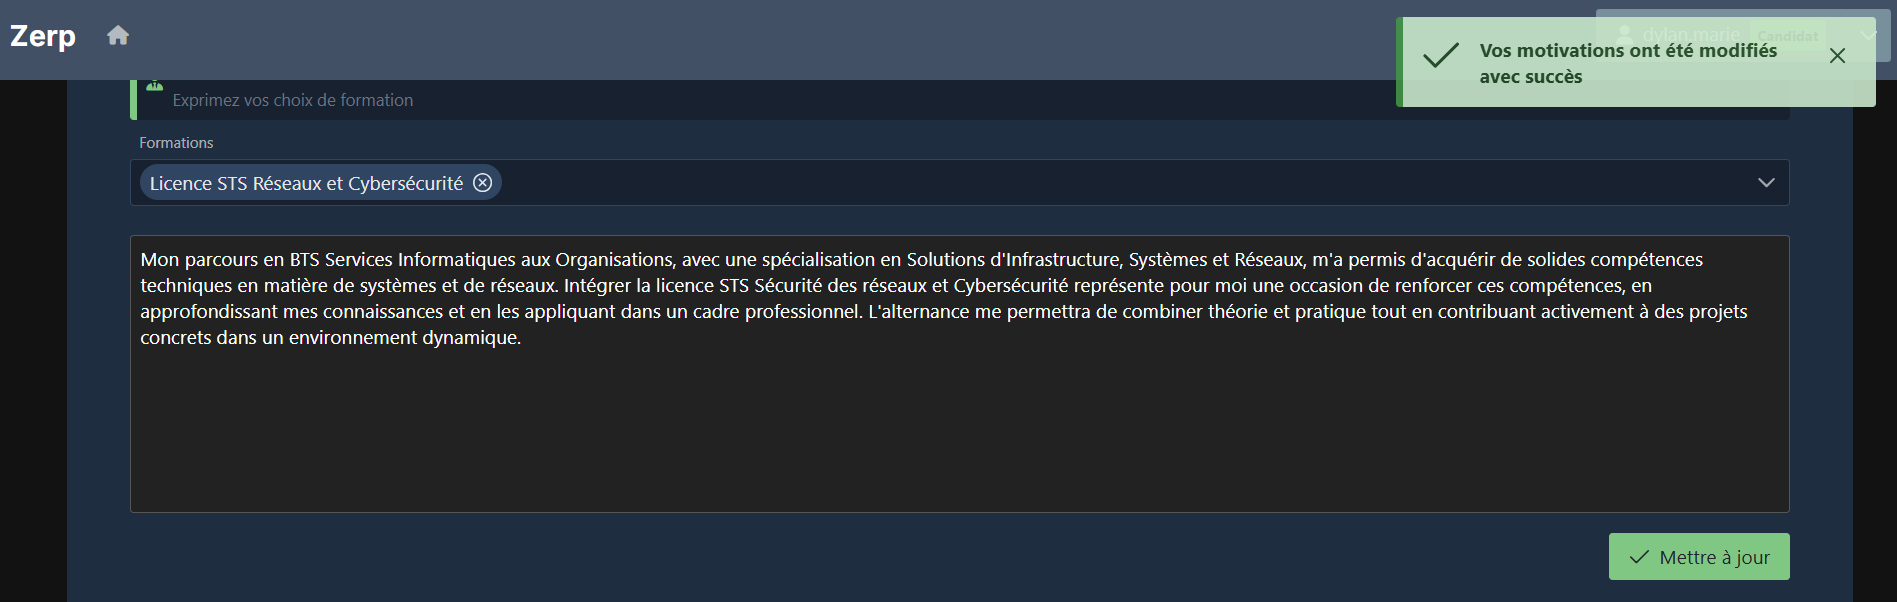 Zerp
dylan.marie Candidat
Vos motivations ont été modifiés
avec succès
Exprimez vos choix de formation
Formations
Licence STS Réseaux et Cybersécurité
Mon parcours en BTS Services Informatiques aux Organisations, avec une spécialisation en Solutions d'Infrastructure, Systèmes et Réseaux, m'a permis d'acquérir de solides compétences
techniques en matière de systèmes et de réseaux. Intégrer la licence STS Sécurité des réseaux et Cybersécurité représente pour moi une occasion de renforcer ces compétences, en
approfondissant mes connaissances et en les appliquant dans un cadre professionnel. L'alternance me permettra de combiner théorie et pratique tout en contribuant activement à des projets
concrets dans un environnement dynamique.
Mettre à jour